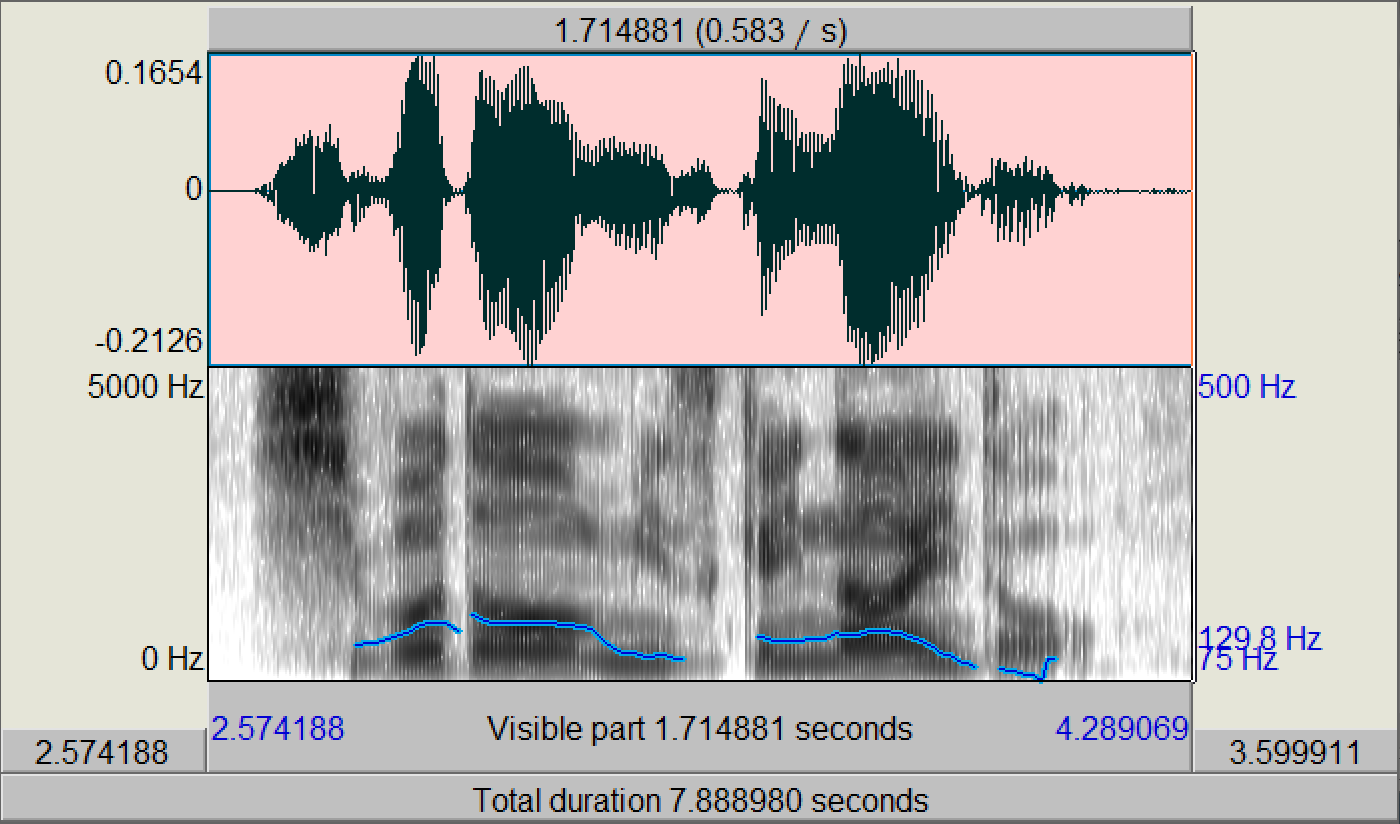 1.714881 (0.583 / s)
0.1654
0
-0.2126
5000 Hz
500 Hz
0 Hz
129.8 Hz
75 Hz
2.574188 Visible part 1.714881 seconds 4.289069
2.574188 3.599911
Total duration 7.888980 seconds